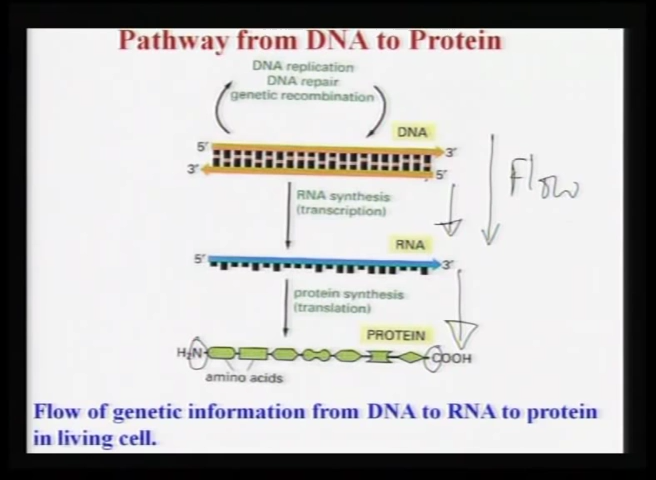 Pathway from DNA to Protein
DNA replication
DNA repair
genetic recombination
DNA
5'
3'
3'
5'
RNA synthesis
(transcription)
Flow
RNA
5'
3'
protein synthesis
(translation)
PROTEIN
H₂N
COOH
amino acids
Flow of genetic information from DNA to RNA to protein
in living cell.